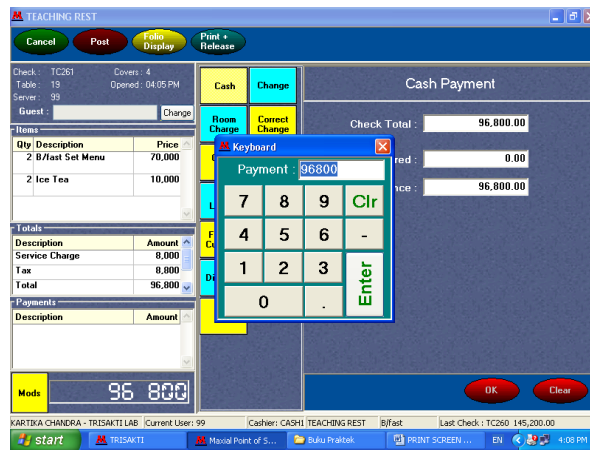 TEACHING REST
Cancel
Post
Folio Display
Print + Release
Check : TC261 Covers : 4
Table : 19 Opened : 04:05 PM
Server : 99
Guest : Change
Items
Qty Description Price
2 B/fast Set Menu 70,000
2 Ice Tea 10,000
Totals
Description Amount
Service Charge 8,000
Tax 8,800
Total 96,800
Payments
Description Amount
Mods 96 800
Cash
Change
Room Charge
Correct Change
Cash Payment
Check Total : 96,800.00
red : 0.00
nce : 96,800.00
Keyboard
Payment : 96800
7 8 9 Clr
4 5 6 -
1 2 3 Enter
0 .
OK
Clear
KARTIKA CHANDRA - TRISAKTI LAB Current User: 99 Cashier: CASH1 TEACHING REST B/fast Last Check : TC260 145,200.00
start TRISAKTI Maxial Point of S... Buku Praktek PRINT SCREEN ... EN 4:08 PM